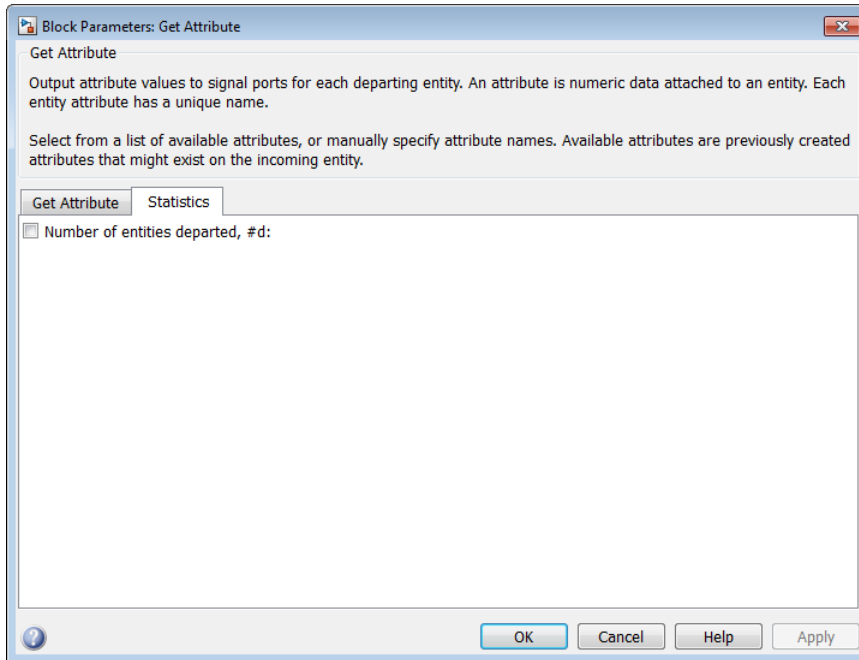 Block Parameters: Get Attribute
Get Attribute
Output attribute values to signal ports for each departing entity. An attribute is numeric data attached to an entity. Each
entity attribute has a unique name.
Select from a list of available attributes, or manually specify attribute names. Available attributes are previously created
attributes that might exist on the incoming entity.
Get Attribute Statistics
Number of entities departed, #d:
? OK Cancel Help Apply